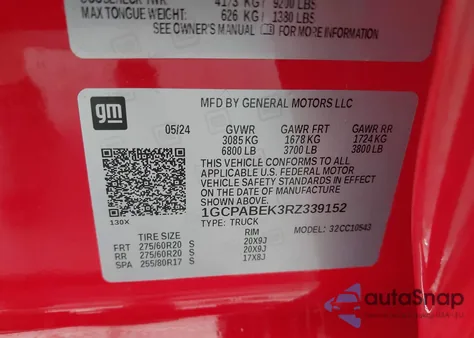 4173 KG / 9200 LBS
MAX TONGUE WEIGHT: 626 KG / 1380 LBS
SEE OWNER'S MANUAL FOR MORE INFORMATION
gm
MFD BY GENERAL MOTORS LLC
05/24 GVWR GAWR FRT GAWR RR
3085 KG 1678 KG 1724 KG
6800 LB 3700 LB 3800 LB
THIS VEHICLE CONFORMS TO ALL
APPLICABLE U.S. FEDERAL MOTOR
VEHICLE SAFETY STANDARDS IN EFFECT
ON THE DATE OF MANUFACTURE
SHOWN ABOVE.
1GCPABEK3RZ339152
TYPE: TRUCK MODEL: 32CC10543
130X
TIRE SIZE RIM
FRT 275/60R20 S 20X9J
RR 275/60R20 S 20X9J
SPA 255/80R17 S 17X8J
autoSnap